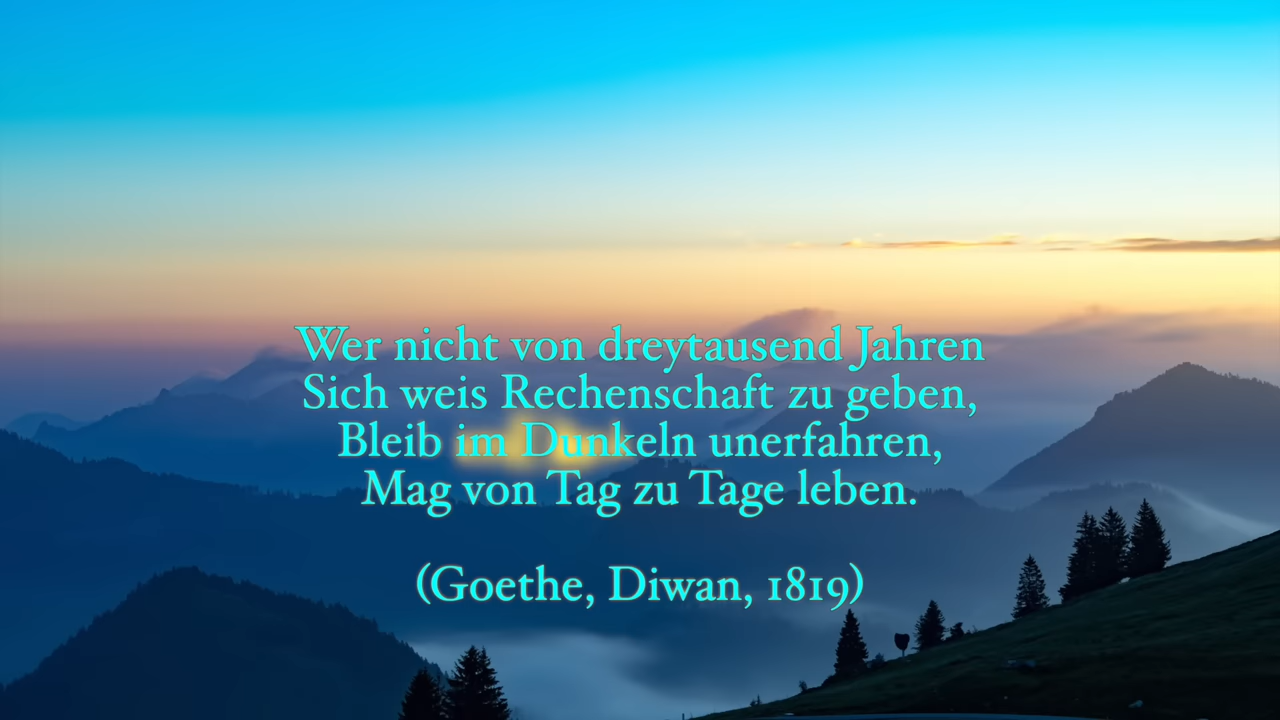 Wer nicht von dreytausend Jahren
Sich weis Rechenschaft zu geben,
Bleib im Dunkeln unerfahren,
Mag von Tag zu Tage leben.
(Goethe, Diwan, 1819)